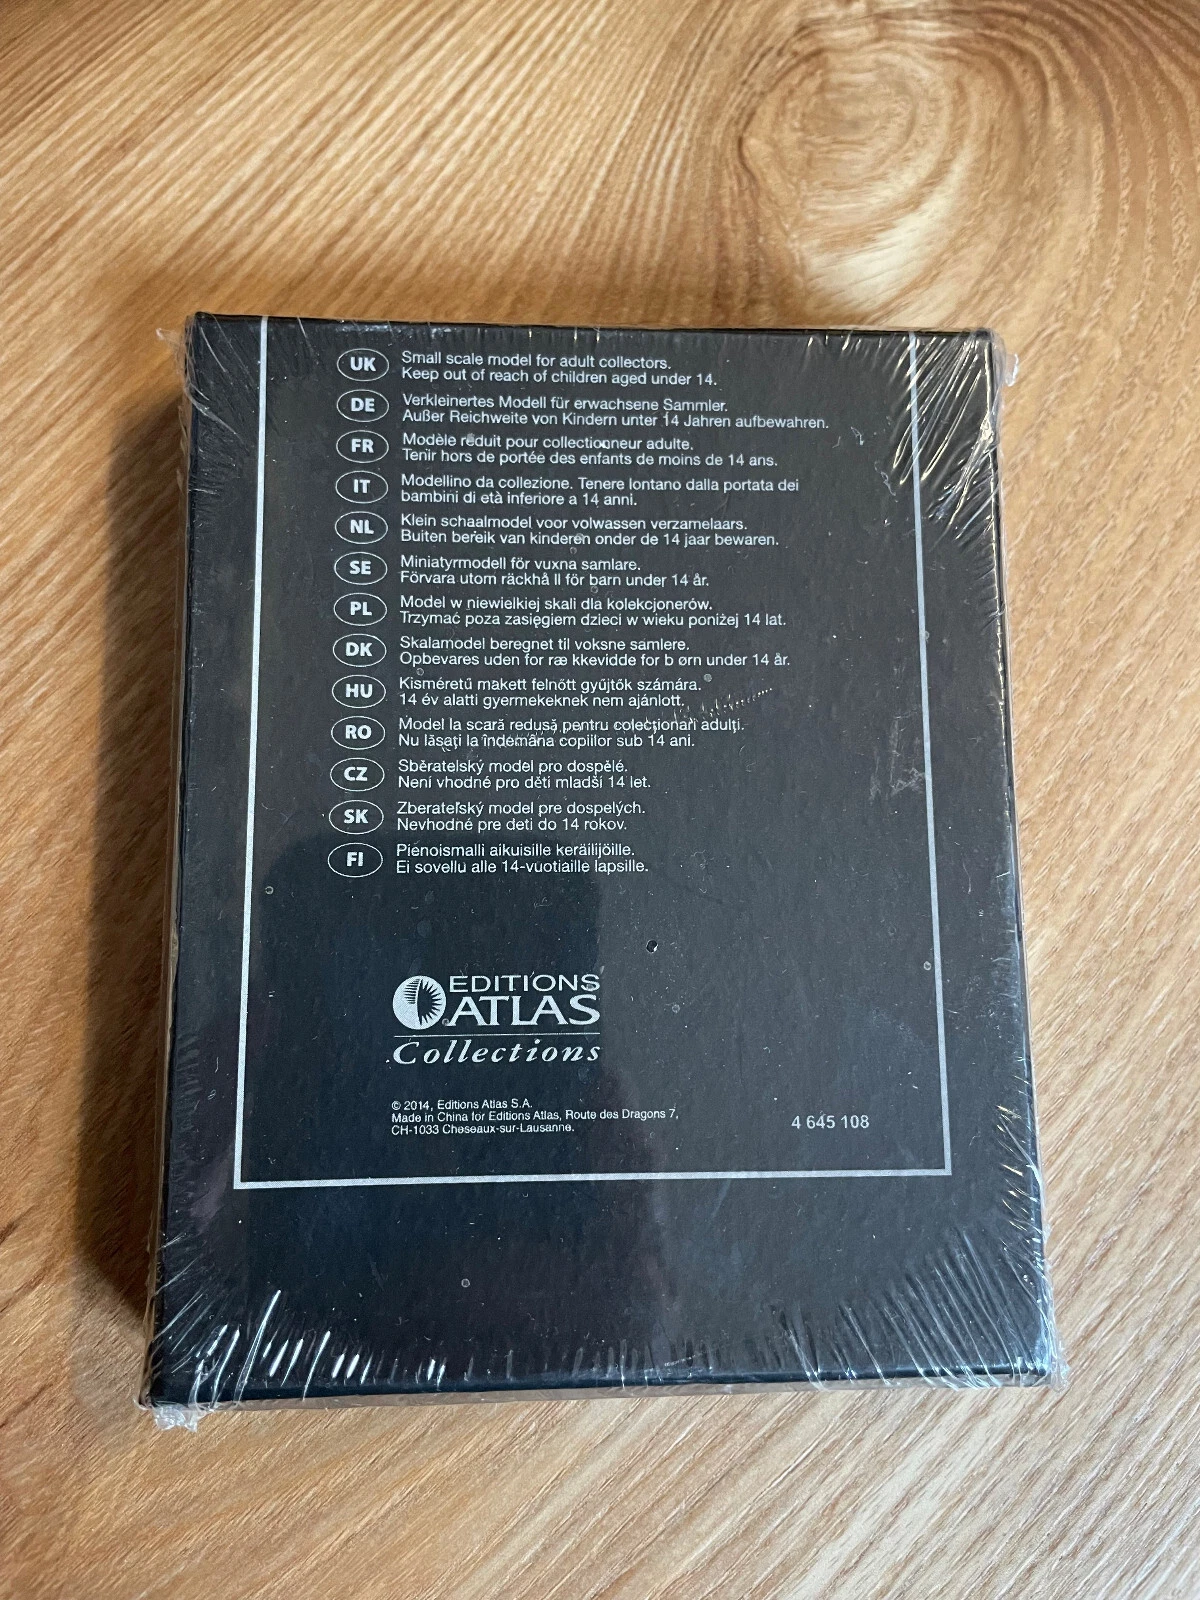 UK Small scale model for adult collectors.
Keep out of reach of children aged under 14.
DE Verkleinertes Modell für erwachsene Sammler.
Außer Reichweite von Kindern unter 14 Jahren aufbewahren.
FR Modèle réduit pour collectionneur adulte.
Tenir hors de portée des enfants de moins de 14 ans.
IT Modellino da collezione. Tenere lontano dalla portata dei
bambini di età inferiore a 14 anni.
NL Klein schaalmodel voor volwassen verzamelaars.
Buiten bereik van kinderen onder de 14 jaar bewaren.
SE Miniatyrmodell för vuxna samlare.
Förvara utom räckhå ll för barn under 14 år.
PL Model w niewielkiej skali dla kolekcjonerów.
Trzymać poza zasięgiem dzieci w wieku poniżej 14 lat.
DK Skalamodel beregnet til voksne samlere.
Opbevares uden for ræ kkevidde for b ørn under 14 år.
HU Kisméretű makett felnőtt gyűjtők számára.
14 év alatti gyermekeknek nem ajánlott.
RO Model la scară redusă pentru colecționari adulți.
Nu lăsați la îndemâna copiilor sub 14 ani.
CZ Sběratelský model pro dospělé.
Není vhodné pro děti mladší 14 let.
SK Zberateľský model pre dospelých.
Nevhodné pre deti do 14 rokov.
FI Pienoismalli aikuisille keräilijöille.
Ei sovellu alle 14-vuotiaille lapsille.
EDITIONS
ATLAS
Collections
© 2014, Editions Atlas S.A.
Made in China for Editions Atlas, Route des Dragons 7,
CH-1033 Cheseaux-sur-Lausanne.
4 645 108